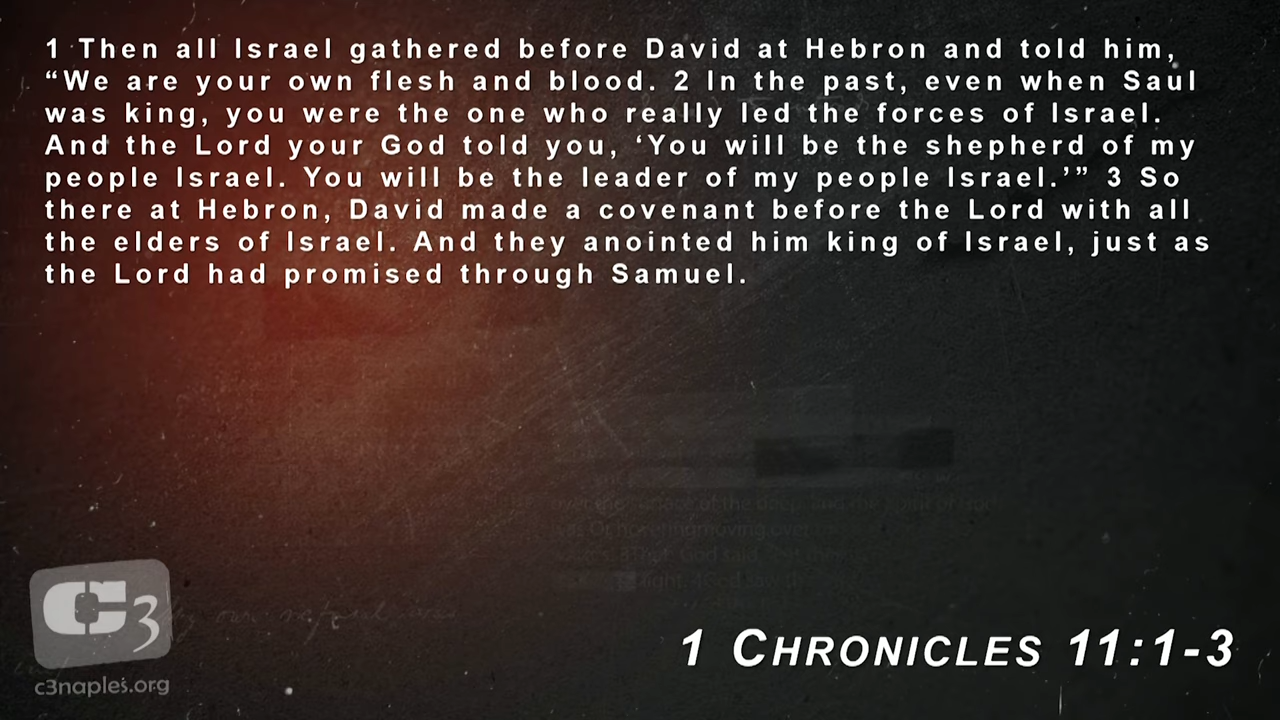 1 Then all Israel gathered before David at Hebron and told him,
“We are your own flesh and blood. 2 In the past, even when Saul
was king, you were the one who really led the forces of Israel.
And the Lord your God told you, ‘You will be the shepherd of my
people Israel. You will be the leader of my people Israel.’” 3 So
there at Hebron, David made a covenant before the Lord with all
the elders of Israel. And they anointed him king of Israel, just as
the Lord had promised through Samuel.
C3
c3naples.org
1 CHRONICLES 11:1-3